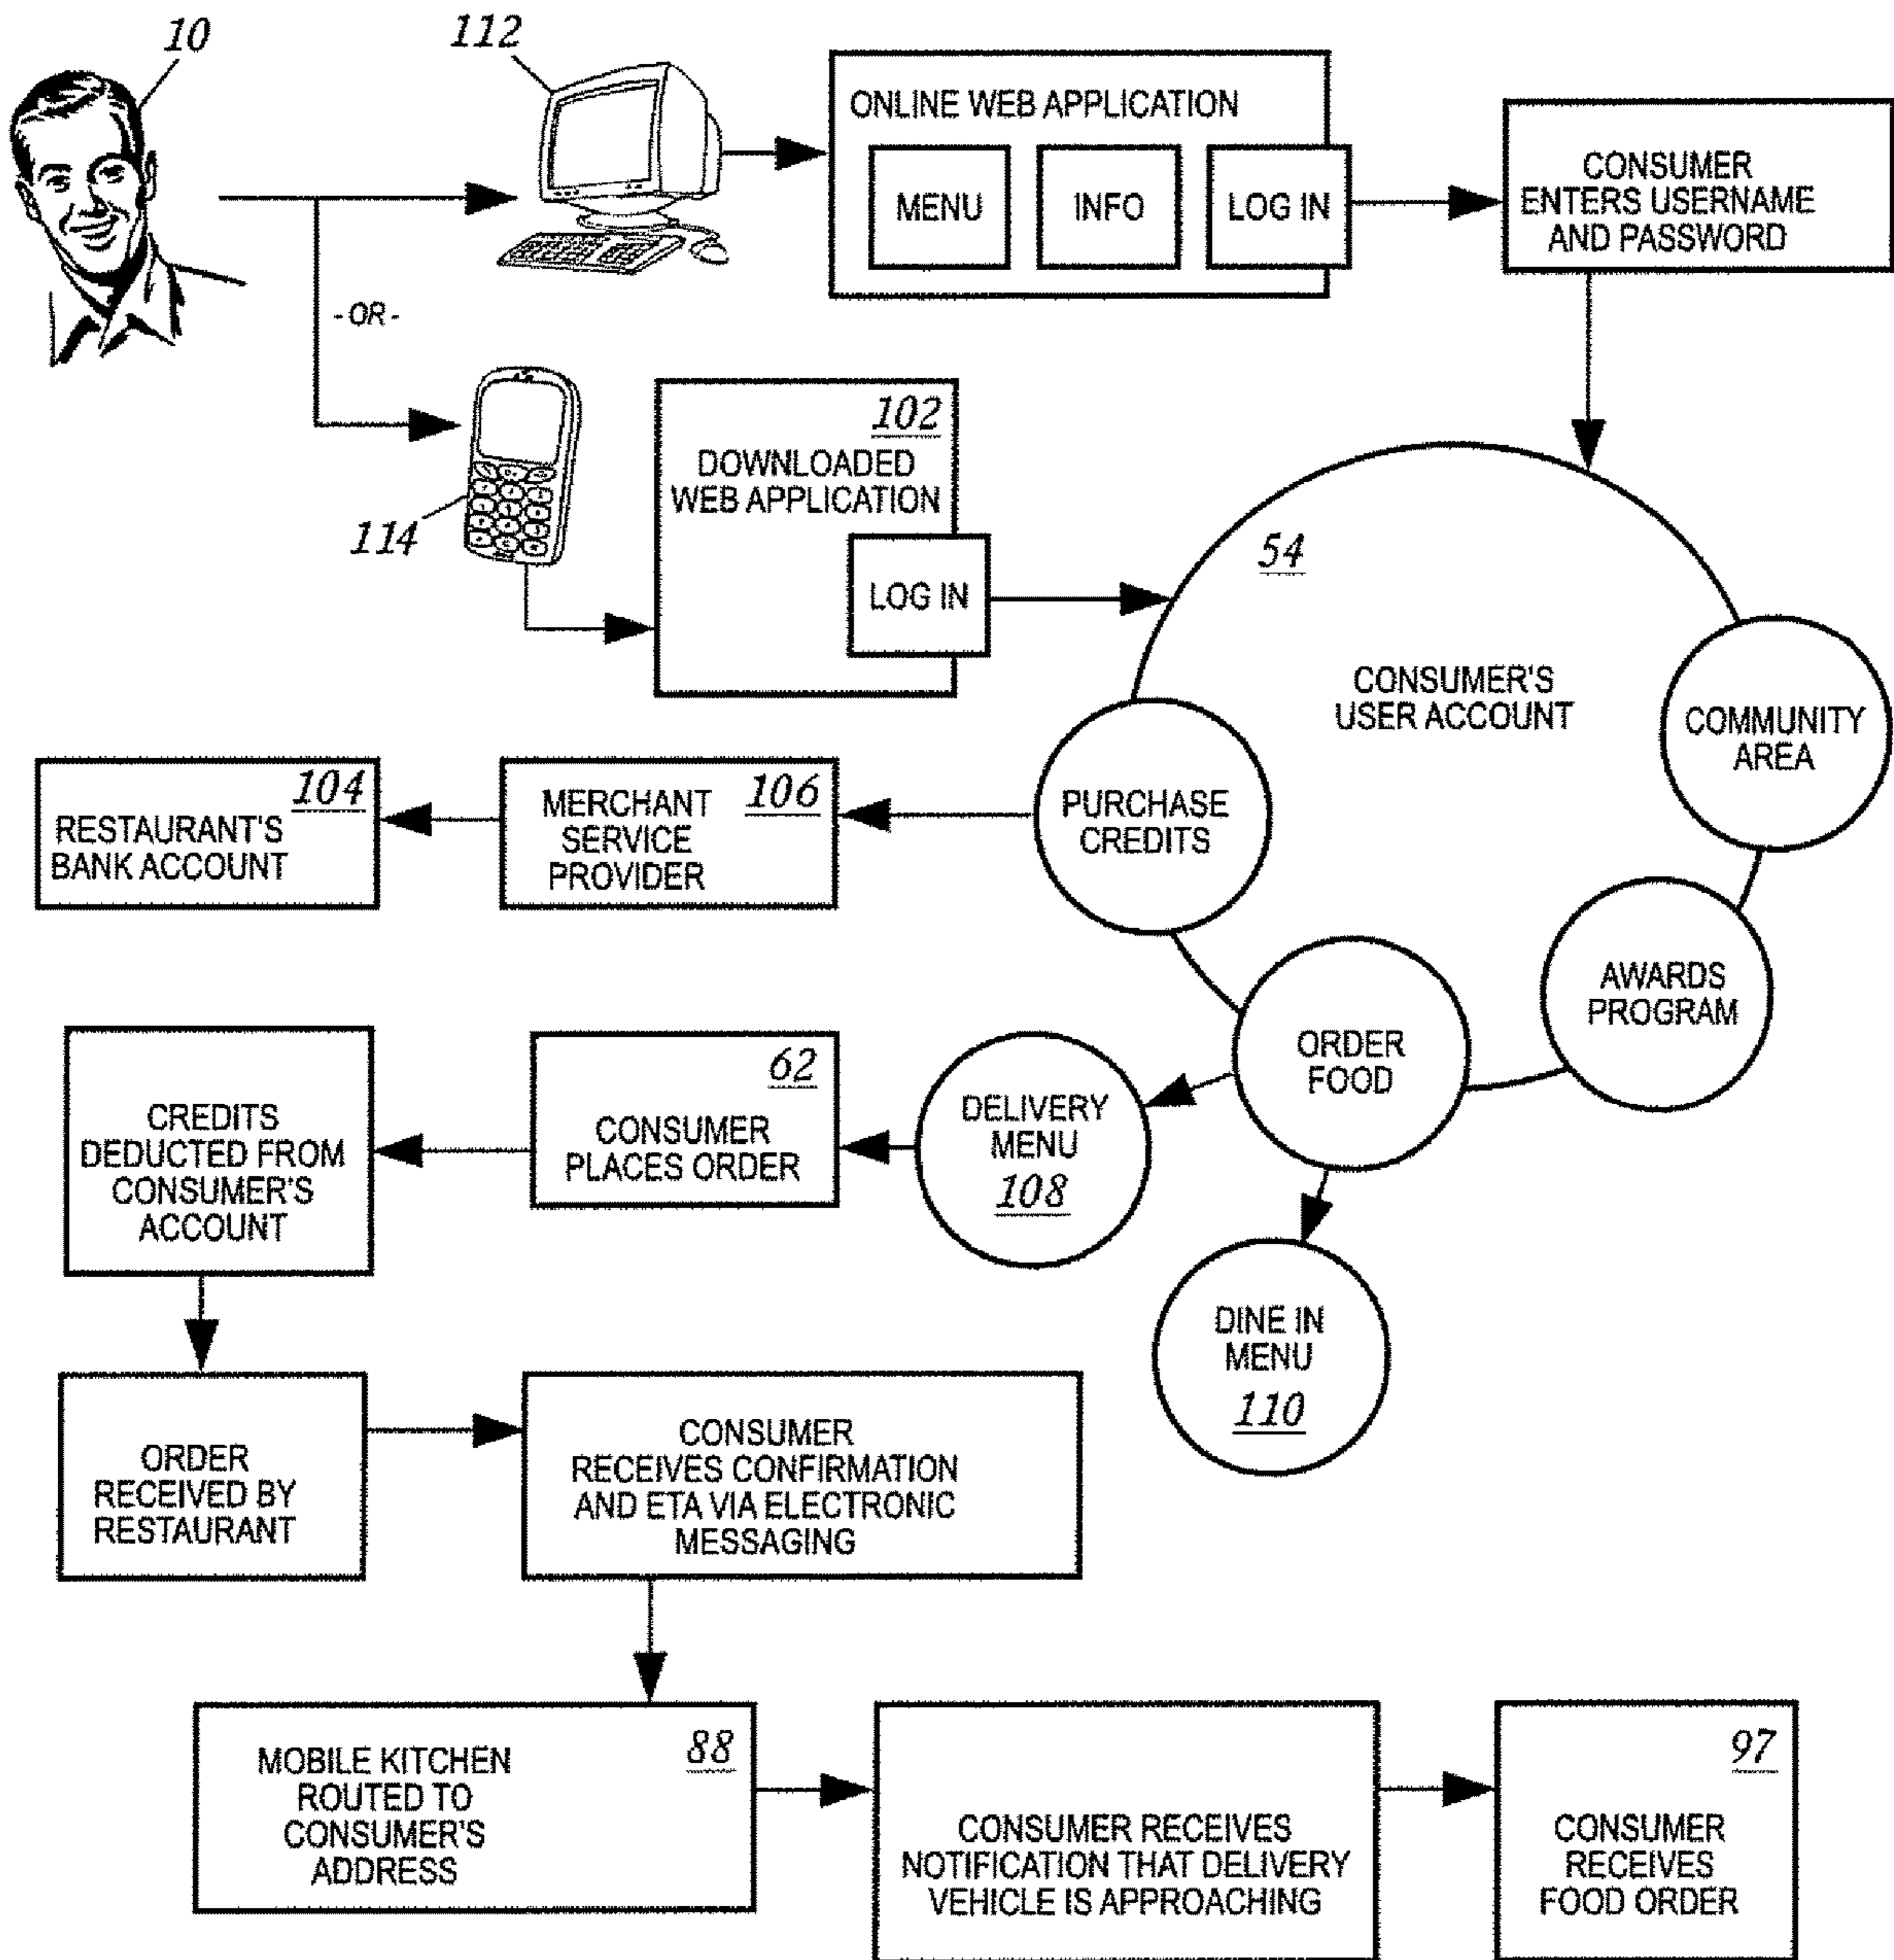 10
112
ONLINE WEB APPLICATION
MENU
INFO
LOG IN
CONSUMER
ENTERS USERNAME
AND PASSWORD
- OR -
114
102
DOWNLOADED
WEB APPLICATION
LOG IN
54
CONSUMER'S
USER ACCOUNT
COMMUNITY
AREA
PURCHASE
CREDITS
106
MERCHANT
SERVICE
PROVIDER
104
RESTAURANT'S
BANK ACCOUNT
AWARDS
PROGRAM
ORDER
FOOD
DELIVERY
MENU
108
DINE IN
MENU
110
62
CONSUMER
PLACES ORDER
CREDITS
DEDUCTED FROM
CONSUMER'S
ACCOUNT
ORDER
RECEIVED BY
RESTAURANT
CONSUMER
RECEIVES CONFIRMATION
AND ETA VIA ELECTRONIC
MESSAGING
88
MOBILE KITCHEN
ROUTED TO
CONSUMER'S
ADDRESS
CONSUMER RECEIVES
NOTIFICATION THAT DELIVERY
VEHICLE IS APPROACHING
97
CONSUMER
RECEIVES
FOOD ORDER